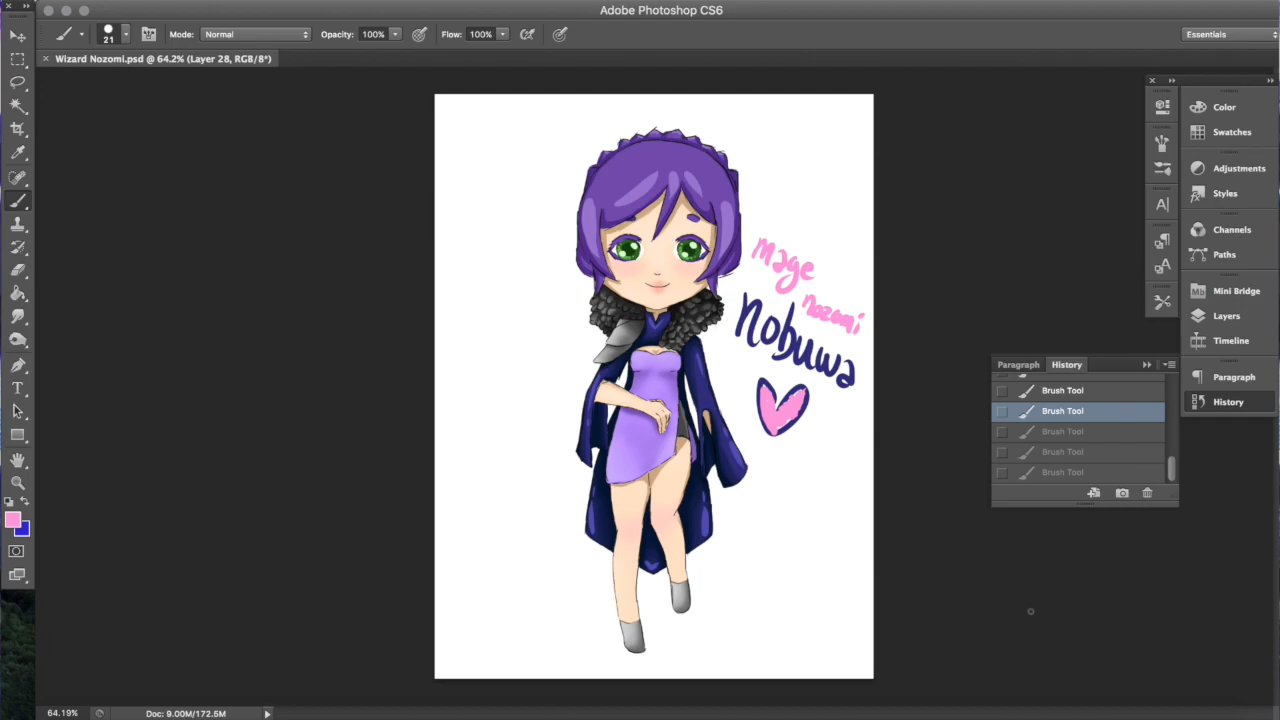 Adobe Photoshop CS6
21
Mode: Normal
Opacity: 100%
Flow: 100%
Essentials
Wizard Nozomi.psd @ 64.2% (Layer 28, RGB/8*)
mage
nozomi
nobuwa
Color
Swatches
Adjustments
Styles
Channels
Paths
Mb Mini Bridge
Layers
Timeline
Paragraph
History
Paragraph History
Brush Tool
Brush Tool
Brush Tool
Brush Tool
Brush Tool
64.19% Doc: 9.00M/172.5M